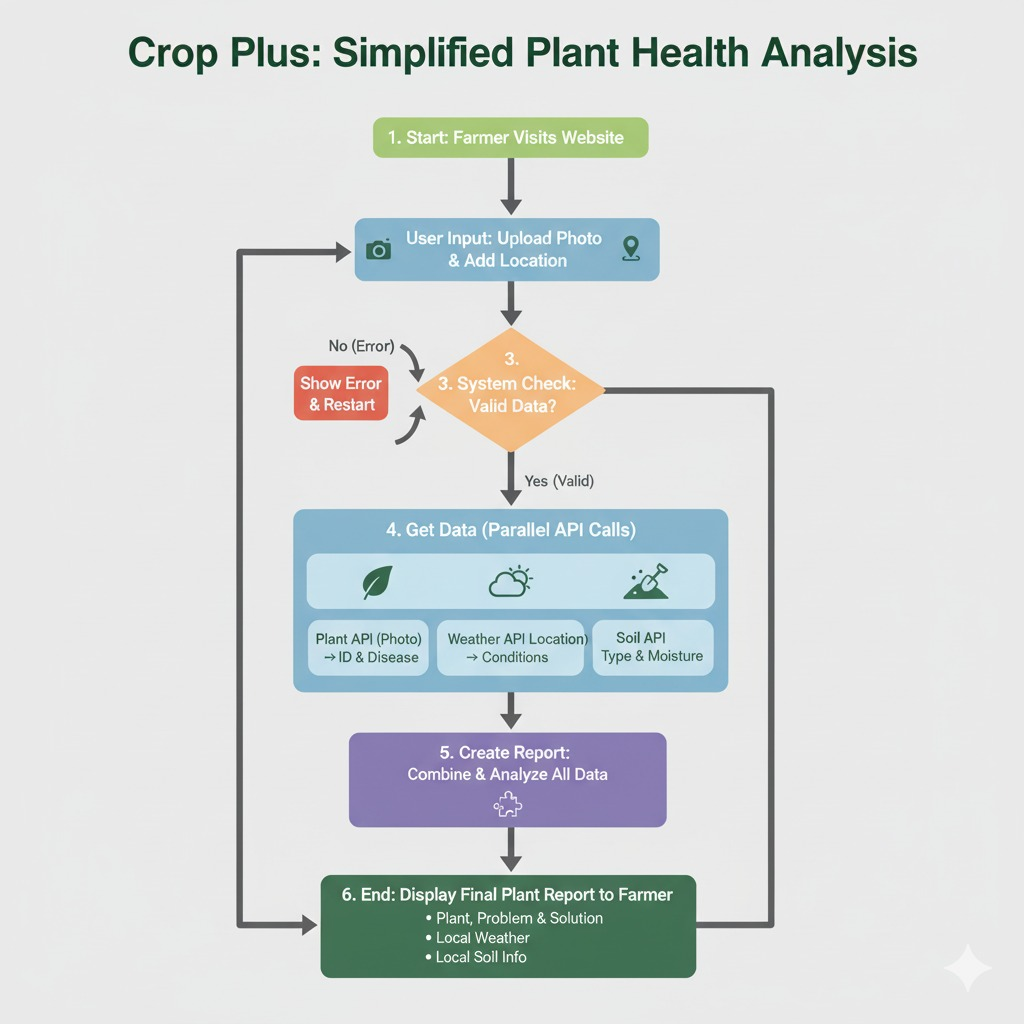 Crop Plus: Simplified Plant Health Analysis
1. Start: Farmer Visits Website
User Input: Upload Photo
& Add Location
No (Error)
Show Error
& Restart
3.
3. System Check:
Valid Data?
Yes (Valid)
4. Get Data (Parallel API Calls)
Plant API (Photo)
→ ID & Disease
Weather API Location)
→ Conditions
Soil API
Type & Moisture
5. Create Report:
Combine & Analyze All Data
6. End: Display Final Plant Report to Farmer
• Plant, Problem & Solution
• Local Weather
• Local Soll Info